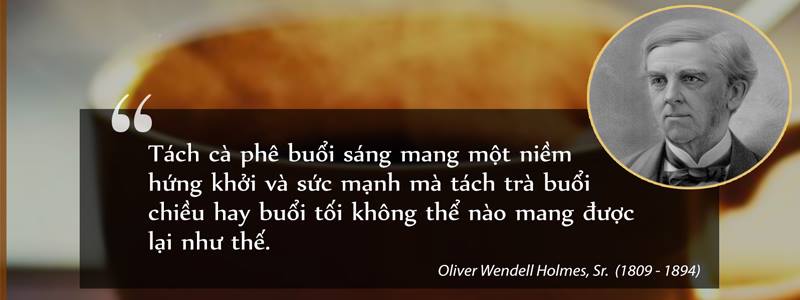 “
Tách cà phê buổi sáng mang một niềm
hứng khởi và sức mạnh mà tách trà buổi
chiều hay buổi tối không thể nào mang được
lại như thế.
Oliver Wendell Holmes, Sr. (1809 - 1894)